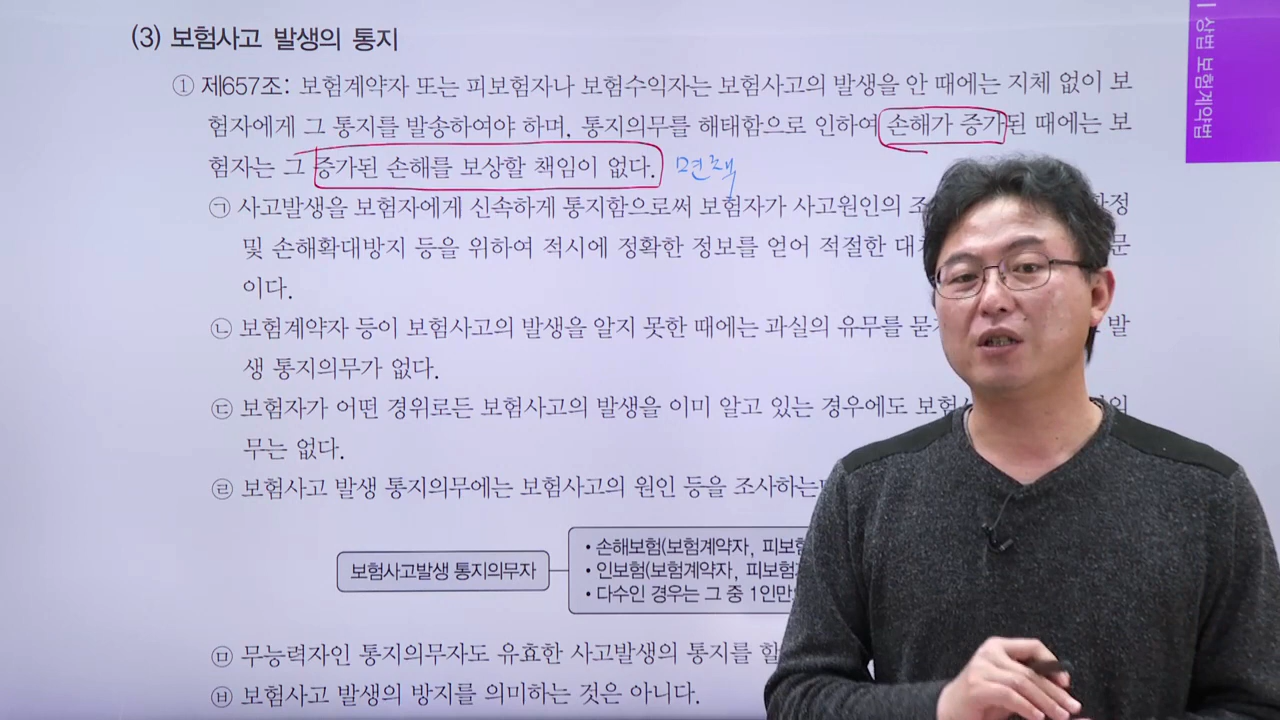 (3) 보험사고 발생의 통지
① 제657조: 보험계약자 또는 피보험자나 보험수익자는 보험사고의 발생을 안 때에는 지체 없이 보
험자에게 그 통지를 발송하여야 하며, 통지의무를 해태함으로 인하여 손해가 증가된 때에는 보
험자는 그 증가된 손해를 보상할 책임이 없다. 면책
㉠ 사고발생을 보험자에게 신속하게 통지함으로써 보험자가 사고원인의
및 손해확대방지 등을 위하여 적시에 정확한 정보를 얻어 적절한 문
이다.
㉡ 보험계약자 등이 보험사고의 발생을 알지 못한 때에는 과실의 유무를 발
생 통지의무가 없다.
㉢ 보험자가 어떤 경위로든 보험사고의 발생을 이미 알고 있는 경우에도
무는 없다.
㉣ 보험사고 발생 통지의무에는 보험사고의 원인 등을 조사하는
보험사고발생 통지의무자
• 손해보험(보험계약자,
• 인보험(보험계약자,
• 다수인 경우는 그 중 1인만
㉤ 무능력자인 통지의무자도 유효한 사고발생의 통지를 할
㉥ 보험사고 발생의 방지를 의미하는 것은 아니다.
상법 보험계약법